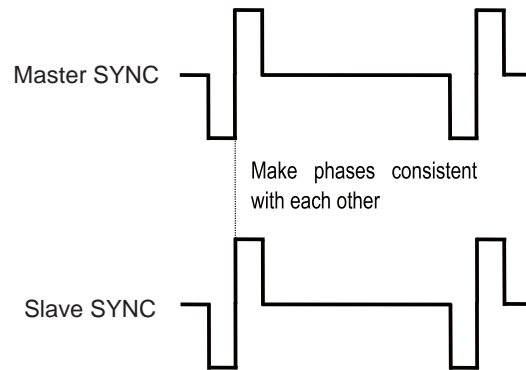 Master SYNC
Make phases consistent
with each other
Slave SYNC